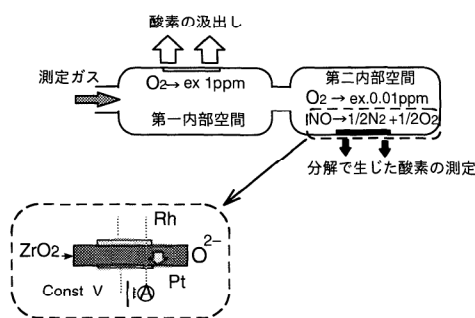 酸素の汲出し
測定ガス
O2→ ex 1ppm
第一内部空間
第二内部空間
O2→ ex.0.01ppm
NO→1/2N2+1/2O2
分解で生じた酸素の測定
Rh
ZrO2
O2-
Pt
Const V
A